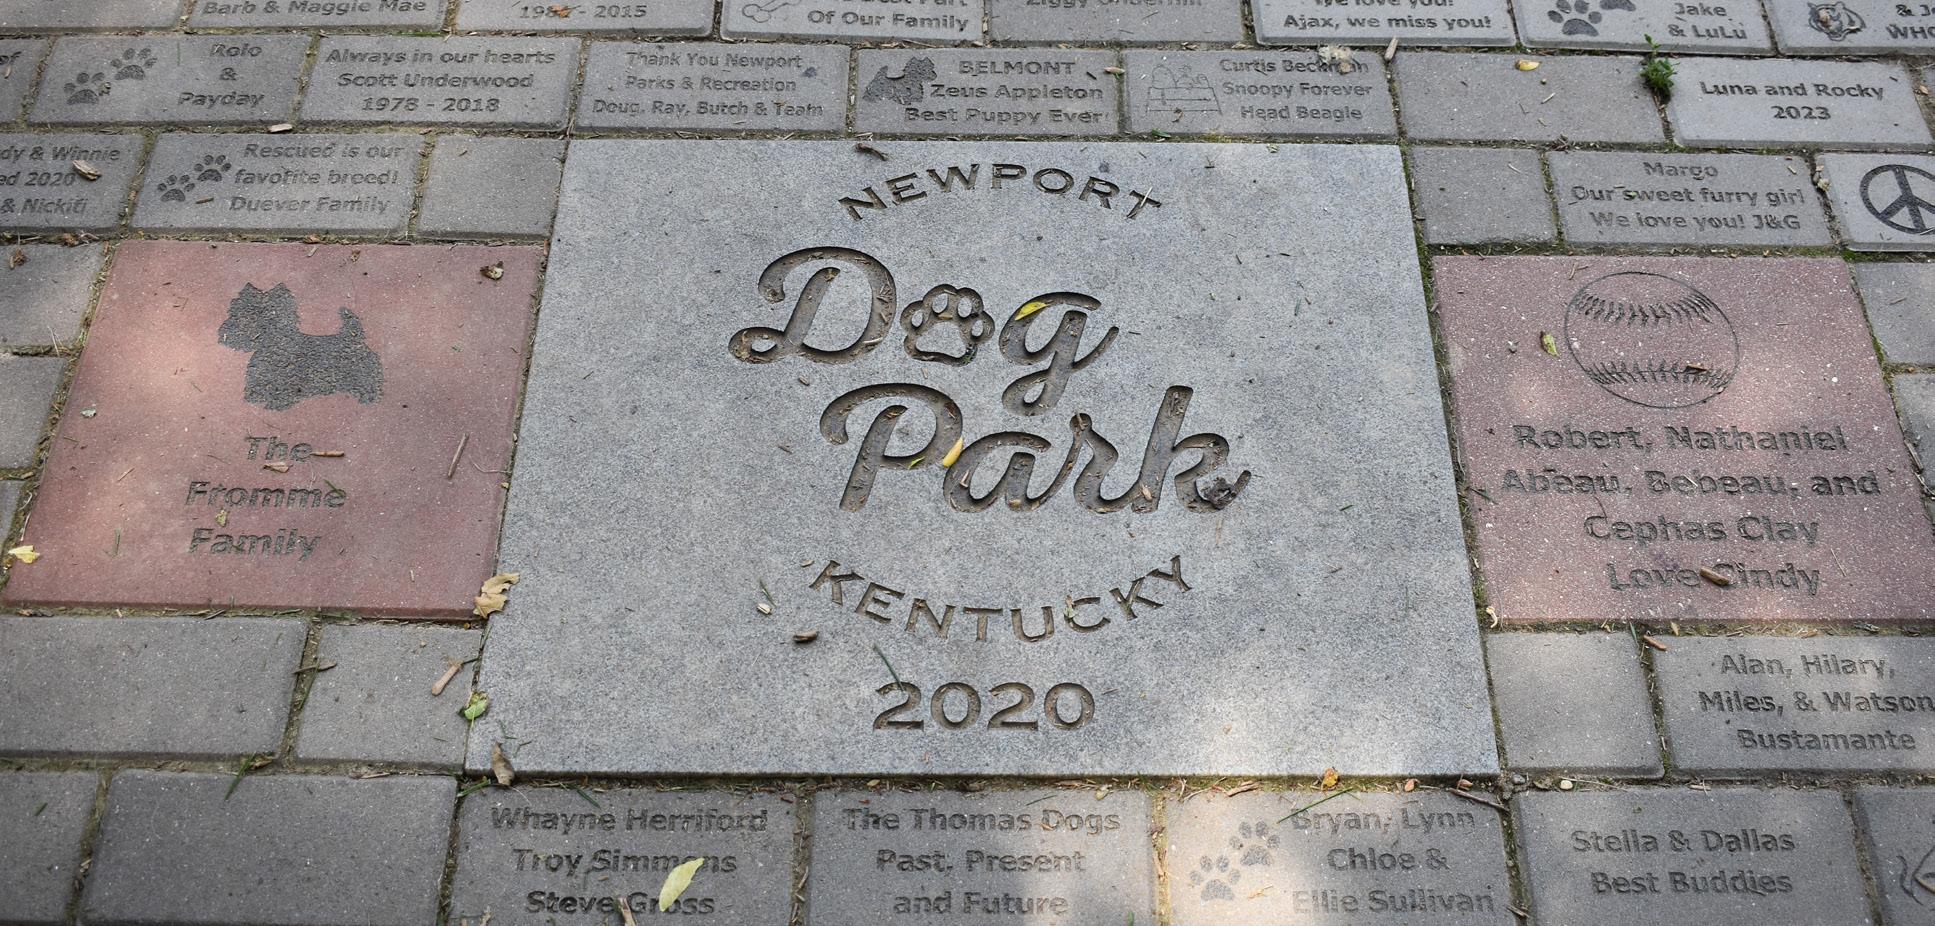 Barb & Maggie Mae
- 2015
Of Our Family
Ajax, we miss you!
Jake
& LuLu
Rolo
&
Payday
Always in our hearts
Scott Underwood
1978 - 2018
Thank You Newport
Parks & Recreation
Doug, Ray, Butch & Team
BELMONT
Zeus Appleton
Best Puppy Ever
Curtis Beckman
Snoopy Forever
Head Beagle
Luna and Rocky
2023
& Winnie
2020
Rescued is our
favorite breed!
Duever Family
Margo
Our sweet furry girl
We love you! J&G
NEWPORT
Dog
Park
KENTUCKY
2020
The
Fromme
Family
Robert, Nathaniel
Abeau, Bebeau, and
Cephas Clay
Love Cindy
Alan, Hilary,
Miles, & Watson
Bustamante
Whayne Herriford
Troy Simmons
Steve Gross
The Thomas Dogs
Past, Present
and Future
Bryan, Lynn
Chloe &
Ellie Sullivan
Stella & Dallas
Best Buddies